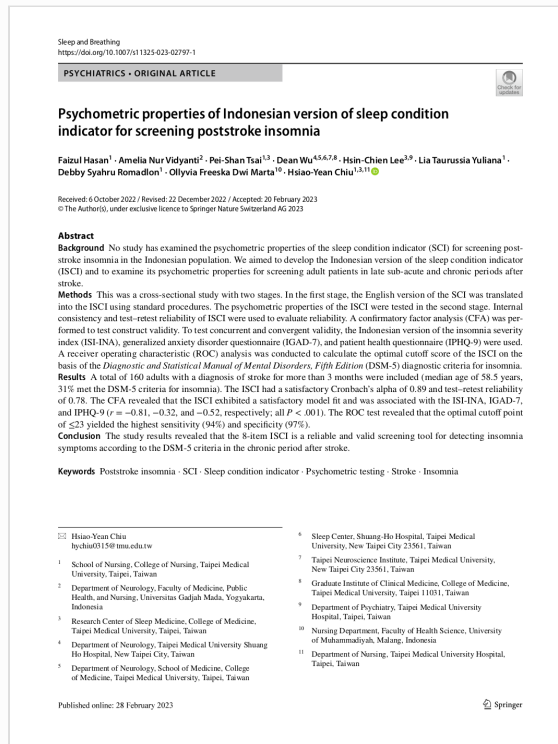 Sleep and Breathing
https://doi.org/10.1007/s11325-023-02797-1
PSYCHIATRICS • ORIGINAL ARTICLE
Check for
updates
Psychometric properties of Indonesian version of sleep condition
indicator for screening poststroke insomnia
Faizul Hasan1 · Amelia Nur Vidyanti2 · Pei-Shan Tsai1,3 · Dean Wu4,5,6,7,8 · Hsin-Chien Lee3,9 · Lia Taurussia Yuliana1 ·
Debby Syahru Romadlon1 · Ollyvia Freeska Dwi Marta10 · Hsiao-Yean Chiu1,3,11
Received: 6 October 2022 / Revised: 22 December 2022 / Accepted: 20 February 2023
© The Author(s), under exclusive licence to Springer Nature Switzerland AG 2023
Abstract
Background No study has examined the psychometric properties of the sleep condition indicator (SCI) for screening post-
stroke insomnia in the Indonesian population. We aimed to develop the Indonesian version of the sleep condition indicator
(ISCI) and to examine its psychometric properties for screening adult patients in late sub-acute and chronic periods after
stroke.
Methods This was a cross-sectional study with two stages. In the first stage, the English version of the SCI was translated
into the ISCI using standard procedures. The psychometric properties of the ISCI were tested in the second stage. Internal
consistency and test–retest reliability of ISCI were used to evaluate reliability. A confirmatory factor analysis (CFA) was per-
formed to test construct validity. To test concurrent and convergent validity, the Indonesian version of the insomnia severity
index (ISI-INA), generalized anxiety disorder questionnaire (IGAD-7), and patient health questionnaire (IPHQ-9) were used.
A receiver operating characteristic (ROC) analysis was conducted to calculate the optimal cutoff score of the ISCI on the
basis of the Diagnostic and Statistical Manual of Mental Disorders, Fifth Edition (DSM-5) diagnostic criteria for insomnia.
Results A total of 160 adults with a diagnosis of stroke for more than 3 months were included (median age of 58.5 years,
31% met the DSM-5 criteria for insomnia). The ISCI had a satisfactory Cronbach's alpha of 0.89 and test–retest reliability
of 0.78. The CFA revealed that the ISCI exhibited a satisfactory model fit and was associated with the ISI-INA, IGAD-7,
and IPHQ-9 (r = −0.81, −0.32, and −0.52, respectively; all P < .001). The ROC test revealed that the optimal cutoff point
of ≤23 yielded the highest sensitivity (94%) and specificity (97%).
Conclusion The study results revealed that the 8-item ISCI is a reliable and valid screening tool for detecting insomnia
symptoms according to the DSM-5 criteria in the chronic period after stroke.
Keywords Poststroke insomnia · SCI · Sleep condition indicator · Psychometric testing · Stroke · Insomnia
Hsiao-Yean Chiu
hychiu0315@tmu.edu.tw
1 School of Nursing, College of Nursing, Taipei Medical
University, Taipei, Taiwan
2 Department of Neurology, Faculty of Medicine, Public
Health, and Nursing, Universitas Gadjah Mada, Yogyakarta,
Indonesia
3 Research Center of Sleep Medicine, College of Medicine,
Taipei Medical University, Taipei, Taiwan
4 Department of Neurology, Taipei Medical University Shuang
Ho Hospital, New Taipei City, Taiwan
5 Department of Neurology, School of Medicine, College
of Medicine, Taipei Medical University, Taipei, Taiwan
6 Sleep Center, Shuang-Ho Hospital, Taipei Medical
University, New Taipei City 23561, Taiwan
7 Taipei Neuroscience Institute, Taipei Medical University,
New Taipei City 23561, Taiwan
8 Graduate Institute of Clinical Medicine, College of Medicine,
Taipei Medical University, Taipei 11031, Taiwan
9 Department of Psychiatry, Taipei Medical University
Hospital, Taipei, Taiwan
10 Nursing Department, Faculty of Health Science, University
of Muhammadiyah, Malang, Indonesia
11 Department of Nursing, Taipei Medical University Hospital,
Taipei, Taiwan
Published online: 28 February 2023
Springer